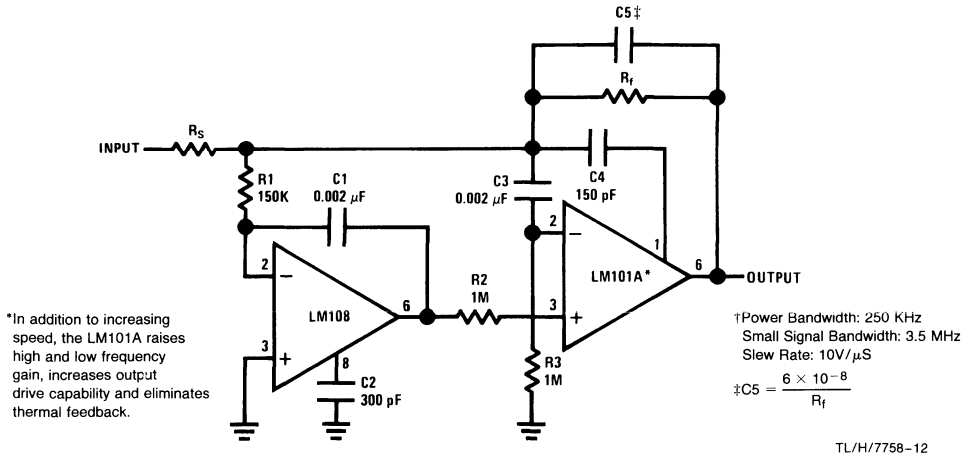 C5‡
Rf
INPUT
RS
R1
150K
C1
0.002 μF
C3
0.002 μF
C4
150 pF
2
−
LM108
6
3
+
8
C2
300 pF
R2
1M
2
−
1
LM101A*
6
OUTPUT
3
+
R3
1M
*In addition to increasing
speed, the LM101A raises
high and low frequency
gain, increases output
drive capability and eliminates
thermal feedback.
†Power Bandwidth: 250 KHz
Small Signal Bandwidth: 3.5 MHz
Slew Rate: 10V/μS
‡C5 = 6 × 10−8 / Rf
TL/H/7758–12